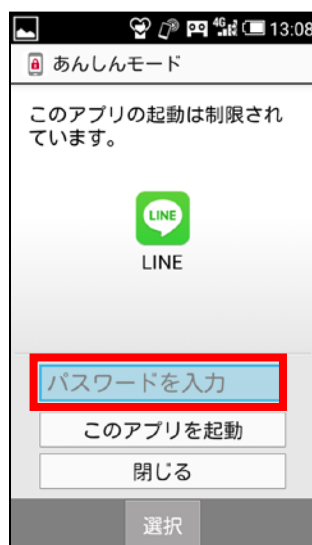 4G 13:08
あんしんモード
このアプリの起動は制限され
ています。
LINE
LINE
パスワードを入力
このアプリを起動
閉じる
選択